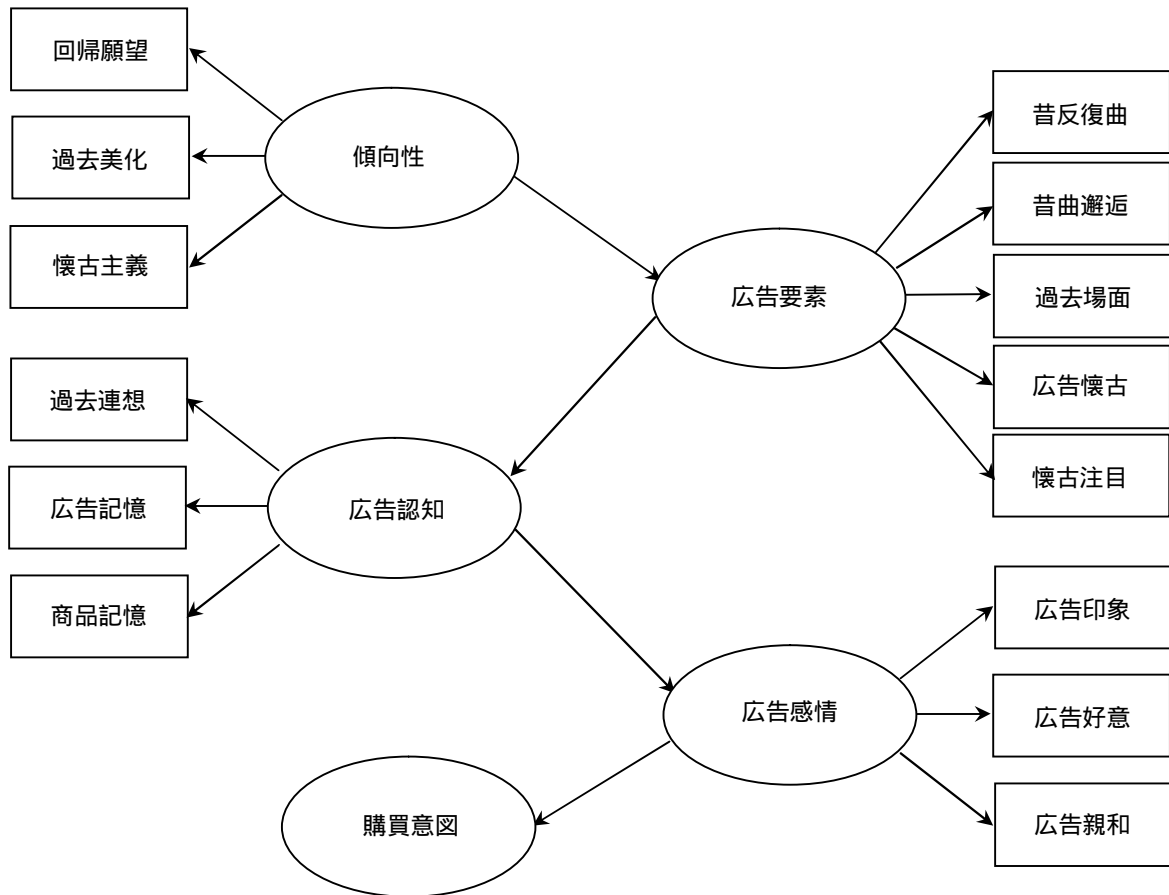 回帰願望
過去美化
懐古主義
傾向性
昔反復曲
昔曲邂逅
過去場面
広告懐古
懐古注目
広告要素
過去連想
広告記憶
商品記憶
広告認知
広告印象
広告好意
広告親和
広告感情
購買意図